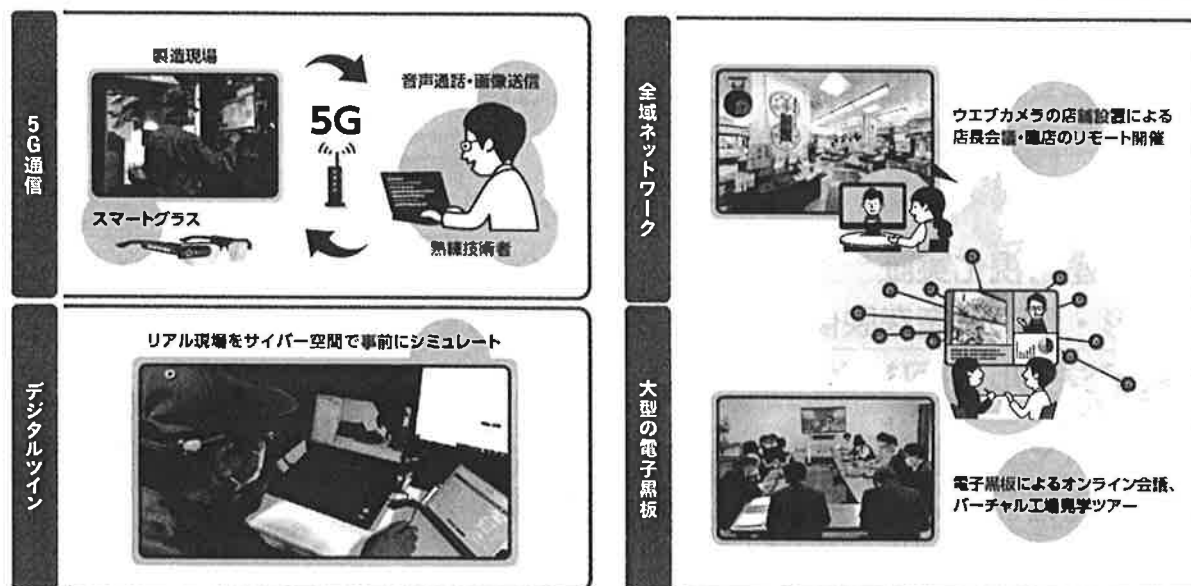 5G通信
製造現場
5G
音声通話・画像送信
スマートグラス
熟練技術者
デジタルツイン
リアル現場をサイバー空間で事前にシミュレート
全域ネットワーク
ウエブカメラの店舗設置による
店長会議・臨店のリモート開催
大型の電子黒板
電子黒板によるオンライン会議、
バーチャル工場見学ツアー